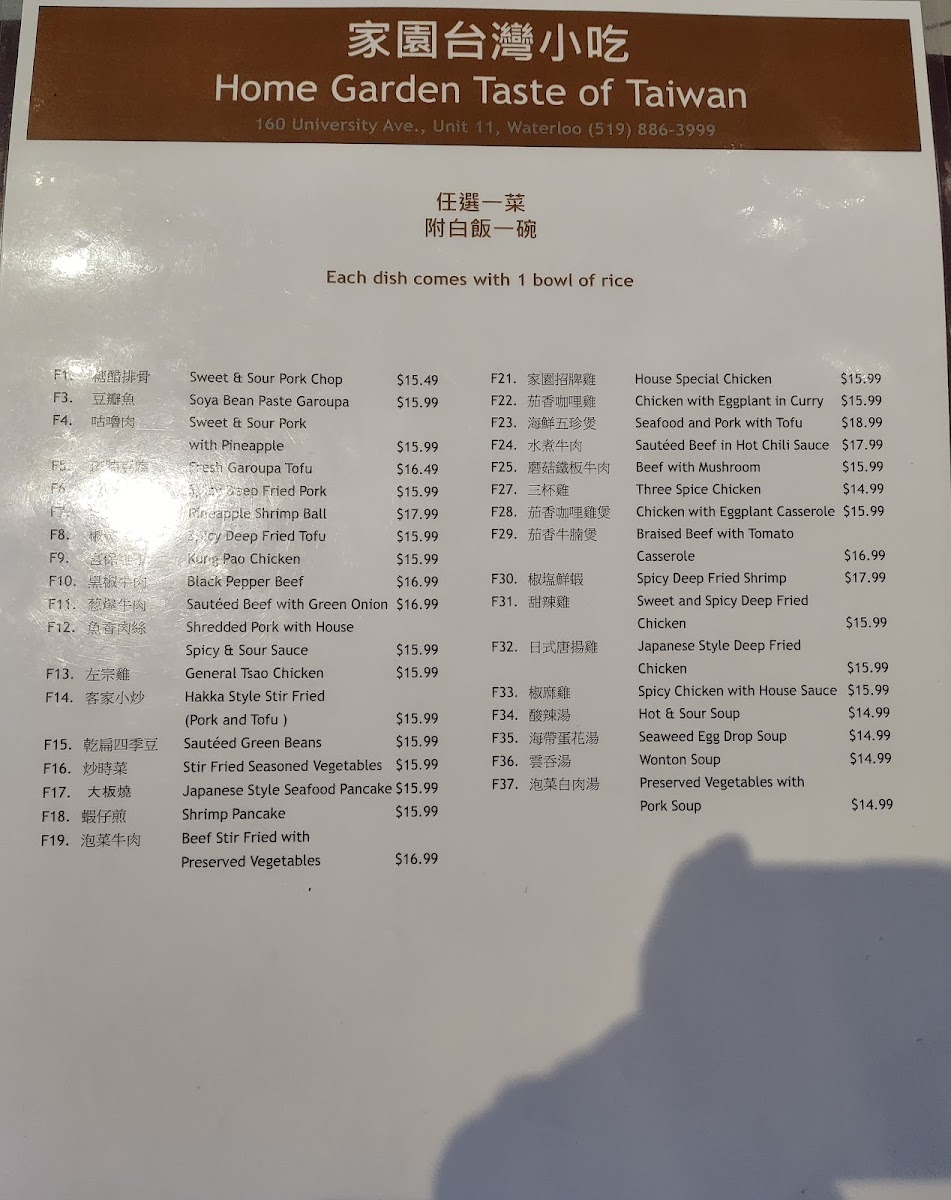 家園台灣小吃
Home Garden Taste of Taiwan
160 University Ave., Unit 11, Waterloo (519) 886-3999
任選一菜
附白飯一碗
Each dish comes with 1 bowl of rice
F1. 糖醋排骨 Sweet & Sour Pork Chop $15.49
F3. 豆瓣魚 Soya Bean Paste Garoupa $15.99
F4. 咕嚕肉 Sweet & Sour Pork
with Pineapple $15.99
F5. Fresh Garoupa Tofu $16.49
F6. Spicy Deep Fried Pork $15.99
F7. Pineapple Shrimp Ball $17.99
F8. Spicy Deep Fried Tofu $15.99
F9. 宮保雞丁 Kung Pao Chicken $15.99
F10. 黑椒牛肉 Black Pepper Beef $16.99
F11. 葱爆牛肉 Sautéed Beef with Green Onion $16.99
F12. 魚香肉絲 Shredded Pork with House
Spicy & Sour Sauce $15.99
F13. 左宗雞 General Tsao Chicken $15.99
F14. 客家小炒 Hakka Style Stir Fried
(Pork and Tofu ) $15.99
F15. 乾扁四季豆 Sautéed Green Beans $15.99
F16. 炒時菜 Stir Fried Seasoned Vegetables $15.99
F17. 大板燒 Japanese Style Seafood Pancake $15.99
F18. 蝦仔煎 Shrimp Pancake $15.99
F19. 泡菜牛肉 Beef Stir Fried with
Preserved Vegetables $16.99
F21. 家園招牌雞 House Special Chicken $15.99
F22. 茄香咖哩雞 Chicken with Eggplant in Curry $15.99
F23. 海鮮五珍煲 Seafood and Pork with Tofu $18.99
F24. 水煮牛肉 Sautéed Beef in Hot Chili Sauce $17.99
F25. 蘑菇鐵板牛肉 Beef with Mushroom $15.99
F27. 三杯雞 Three Spice Chicken $14.99
F28. 茄香咖哩雞煲 Chicken with Eggplant Casserole $15.99
F29. 茄香牛腩煲 Braised Beef with Tomato
Casserole $16.99
F30. 椒塩鮮蝦 Spicy Deep Fried Shrimp $17.99
F31. 甜辣雞 Sweet and Spicy Deep Fried
Chicken $15.99
F32. 日式唐揚雞 Japanese Style Deep Fried
Chicken $15.99
F33. 椒麻雞 Spicy Chicken with House Sauce $15.99
F34. 酸辣湯 Hot & Sour Soup $14.99
F35. 海帶蛋花湯 Seaweed Egg Drop Soup $14.99
F36. 雲吞湯 Wonton Soup $14.99
F37. 泡菜白肉湯 Preserved Vegetables with
Pork Soup $14.99